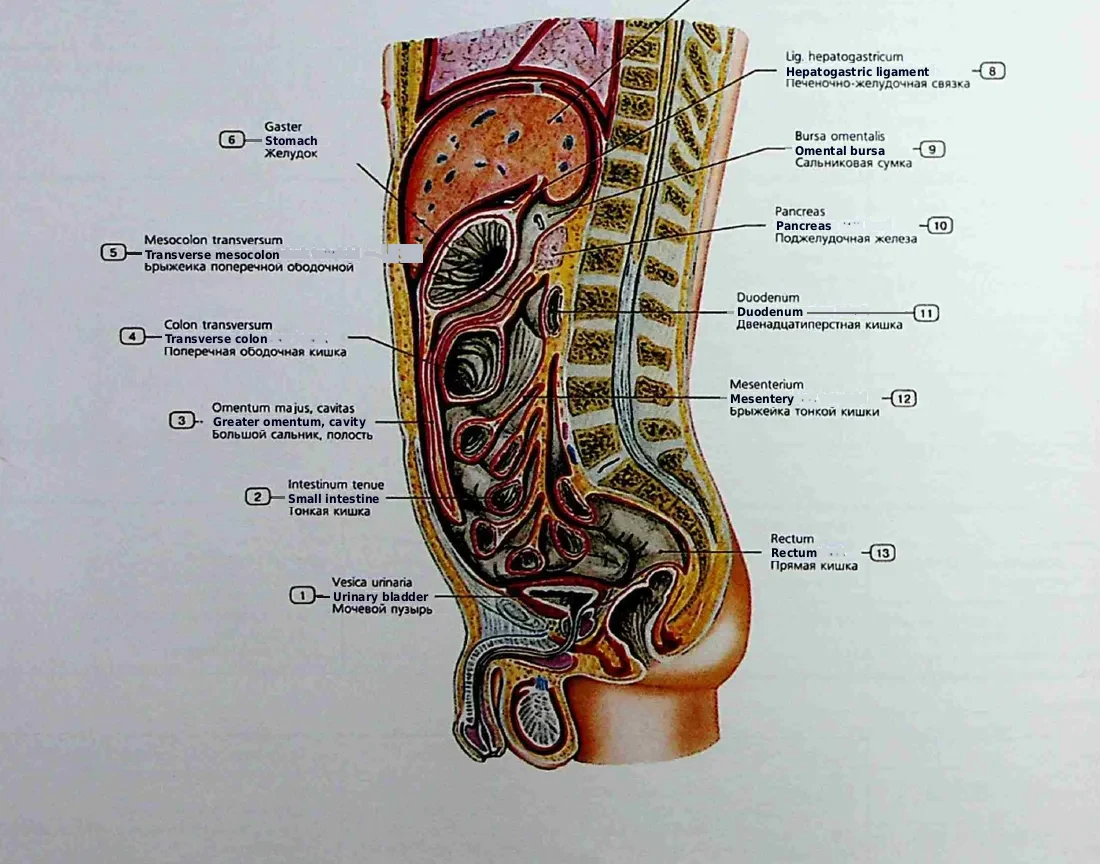 Lig. hepatogastricum
Hepatogastric ligament
8
Печеночно-желудочная связка
Gaster
6
Stomach
Желудок
Bursa omentalis
Omental bursa
9
Сальниковая сумка
Pancreas
Pancreas
10
Поджелудочная железа
Mesocolon transversum
5
Transverse mesocolon
Брыжейка поперечной ободочной
Duodenum
Duodenum
11
Двенадцатиперстная кишка
Colon transversum
4
Transverse colon
Поперечная ободочная кишка
Mesenterium
Mesentery
12
Брыжейка тонкой кишки
Omentum majus, cavitas
3
Greater omentum, cavity
Большой сальник, полость
Intestinum tenue
2
Small intestine
Тонкая кишка
Rectum
Rectum
13
Прямая кишка
Vesica urinaria
1
Urinary bladder
Мочевой пузырь